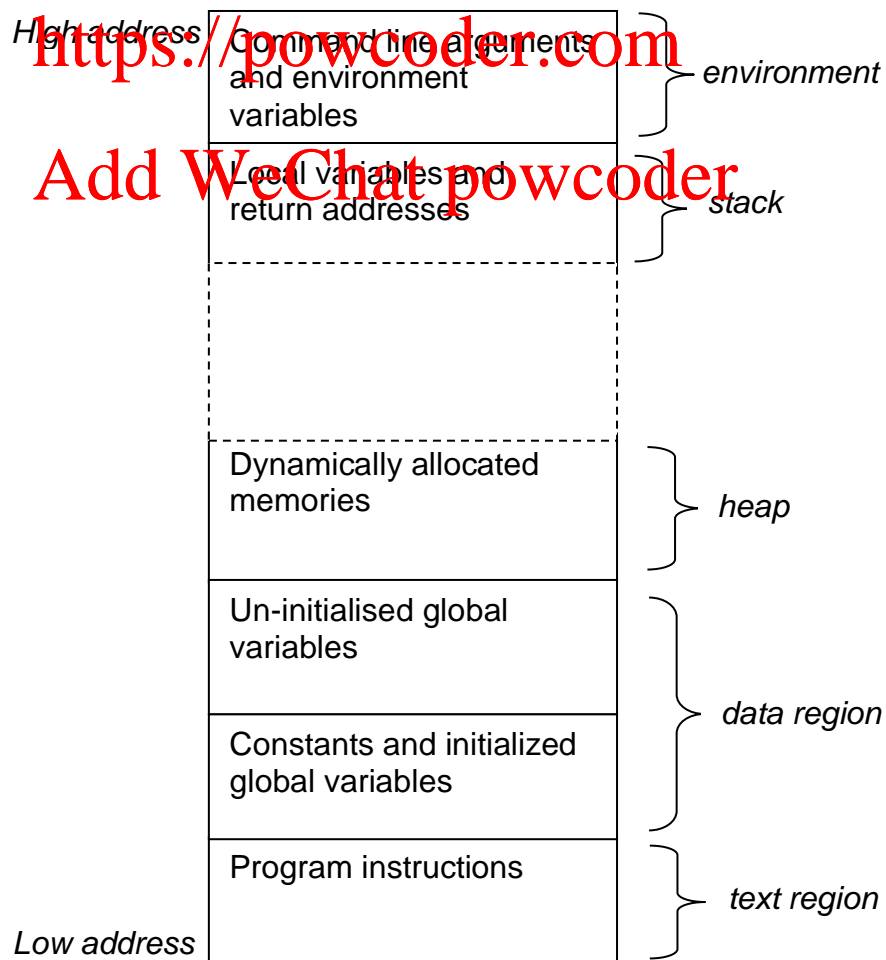 High address
https://powcoder.com
Command line arguments
and environment
variables
environment
Add WeChat powcoder
Local variables and
return addresses
stack
Dynamically allocated
memories
heap
Un-initialised global
variables
data region
Constants and initialized
global variables
Program instructions
text region
Low address